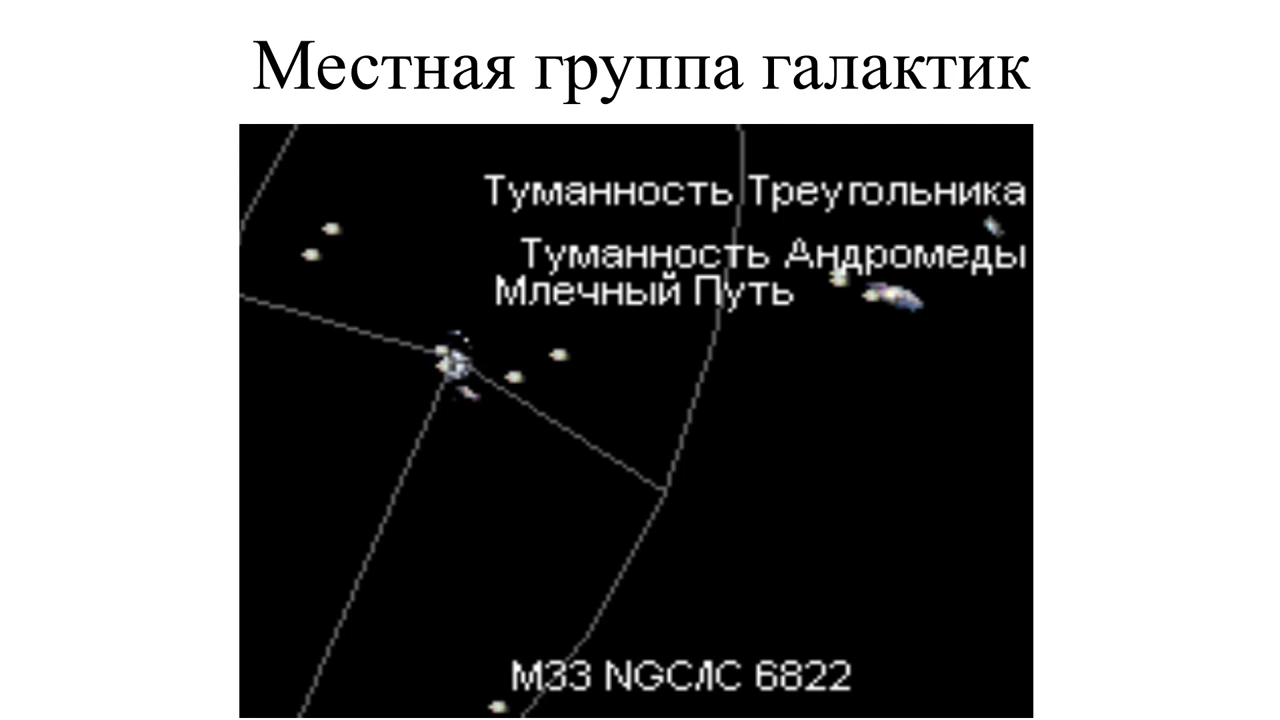 Местная группа галактик
Туманность Треугольника
Туманность Андромеды
Млечный Путь
M33 NGC/IC 6822